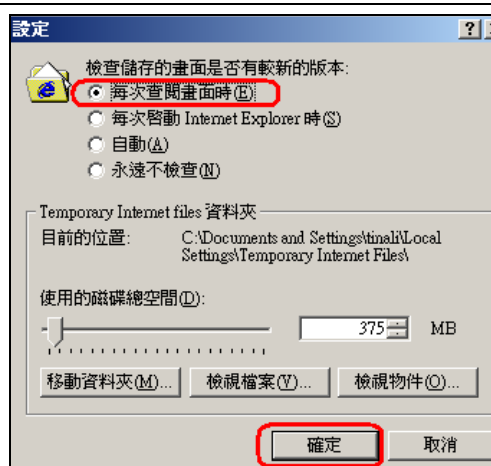 設定
檢查儲存的畫面是否有較新的版本:
每次查閱畫面時(E)
每次啓動 Internet Explorer 時(S)
自動(A)
永遠不檢查(N)
Temporary Internet files 資料夾
目前的位置: C:\Documents and Settings\tinali\Local
Settings\Temporary Internet Files\
使用的磁碟總空間(D):
375 MB
移動資料夾(M)... 檢視檔案(V)... 檢視物件(O)...
確定 取消